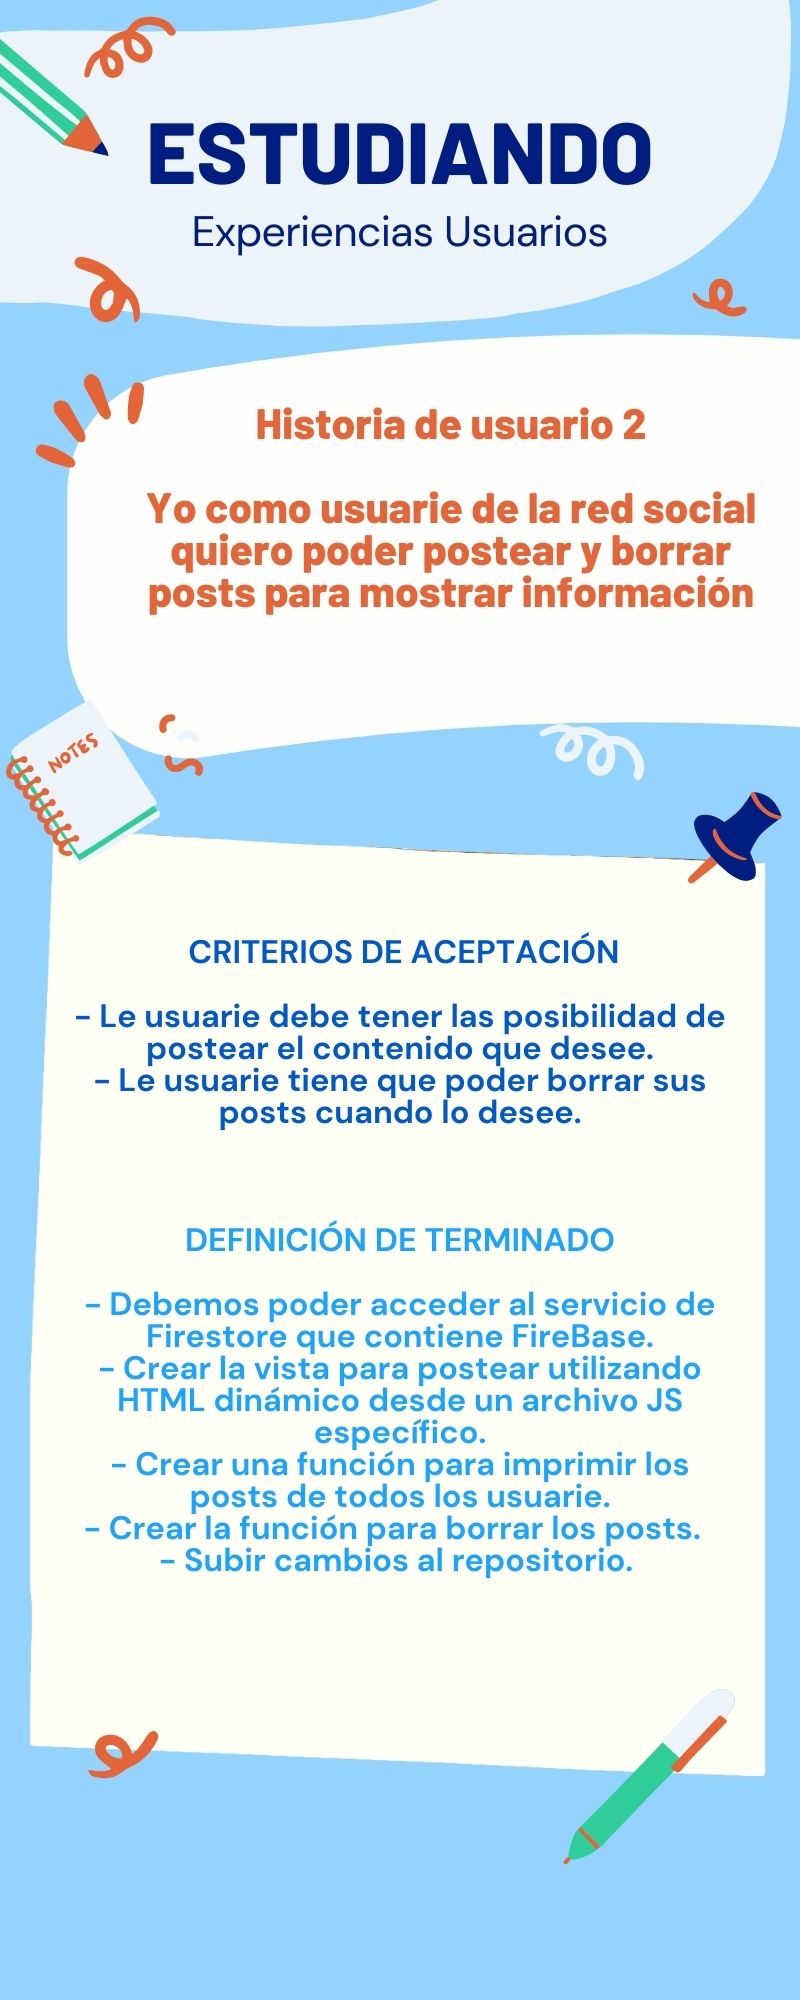 ESTUDIANDO
Experiencias Usuarios
Historia de usuario 2
Yo como usuarie de la red social
quiero poder postear y borrar
posts para mostrar información
NOTES
CRITERIOS DE ACEPTACIÓN
- Le usuarie debe tener las posibilidad de
postear el contenido que desee.
- Le usuarie tiene que poder borrar sus
posts cuando lo desee.
DEFINICIÓN DE TERMINADO
- Debemos poder acceder al servicio de
Firestore que contiene FireBase.
- Crear la vista para postear utilizando
HTML dinámico desde un archivo JS
específico.
- Crear una función para imprimir los
posts de todos los usuarie.
- Crear la función para borrar los posts.
- Subir cambios al repositorio.